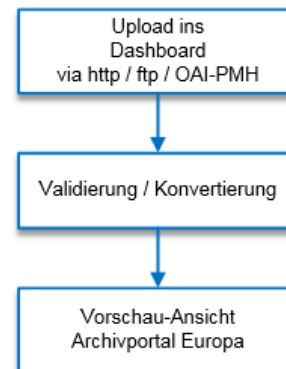 Upload ins
Dashboard
via http / ftp / OAI-PMH
Validierung / Konvertierung
Vorschau-Ansicht
Archivportal Europa